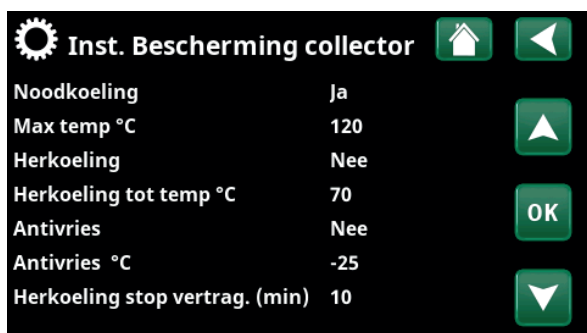 Inst. Bescherming collector
Noodkoeling Ja
Max temp °C 120
Herkoeling Nee
Herkoeling tot temp °C 70
Antivries Nee
Antivries °C -25
Herkoeling stop vertrag. (min) 10
OK